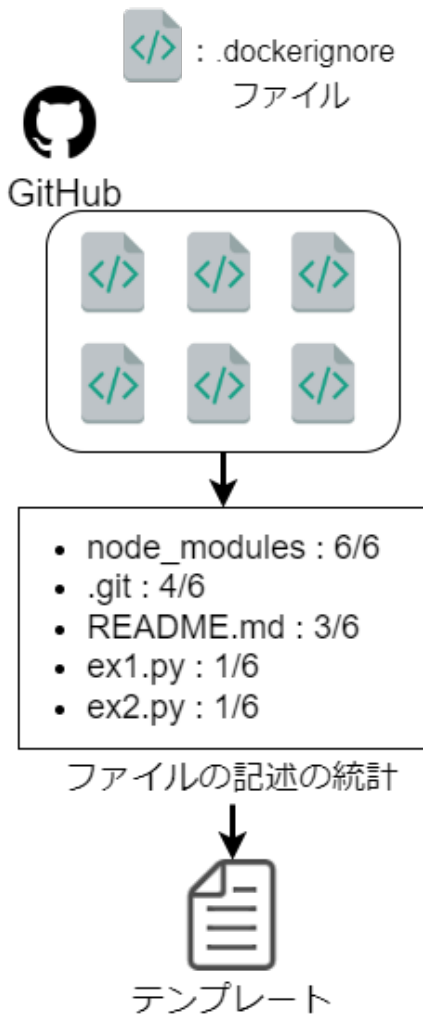 </> : .dockerignore
ファイル
GitHub
</> </> </>
</> </> </>
• node_modules : 6/6
• .git : 4/6
• README.md : 3/6
• ex1.py : 1/6
• ex2.py : 1/6
ファイルの記述の統計
テンプレート